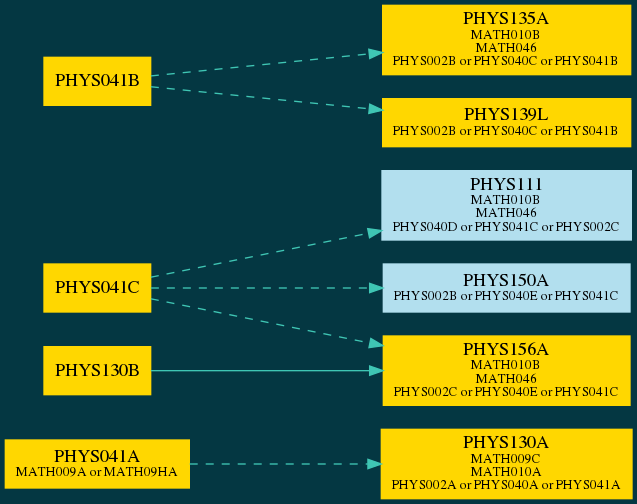 PHYS041B
PHYS135A
MATH010B
MATH046
PHYS002B or PHYS040C or PHYS041B
PHYS139L
PHYS002B or PHYS040C or PHYS041B
PHYS041C
PHYS111
MATH010B
MATH046
PHYS040D or PHYS041C or PHYS002C
PHYS150A
PHYS002B or PHYS040E or PHYS041C
PHYS130B
PHYS156A
MATH010B
MATH046
PHYS002C or PHYS040E or PHYS041C
PHYS041A
MATH009A or MATH09HA
PHYS130A
MATH009C
MATH010A
PHYS002A or PHYS040A or PHYS041A